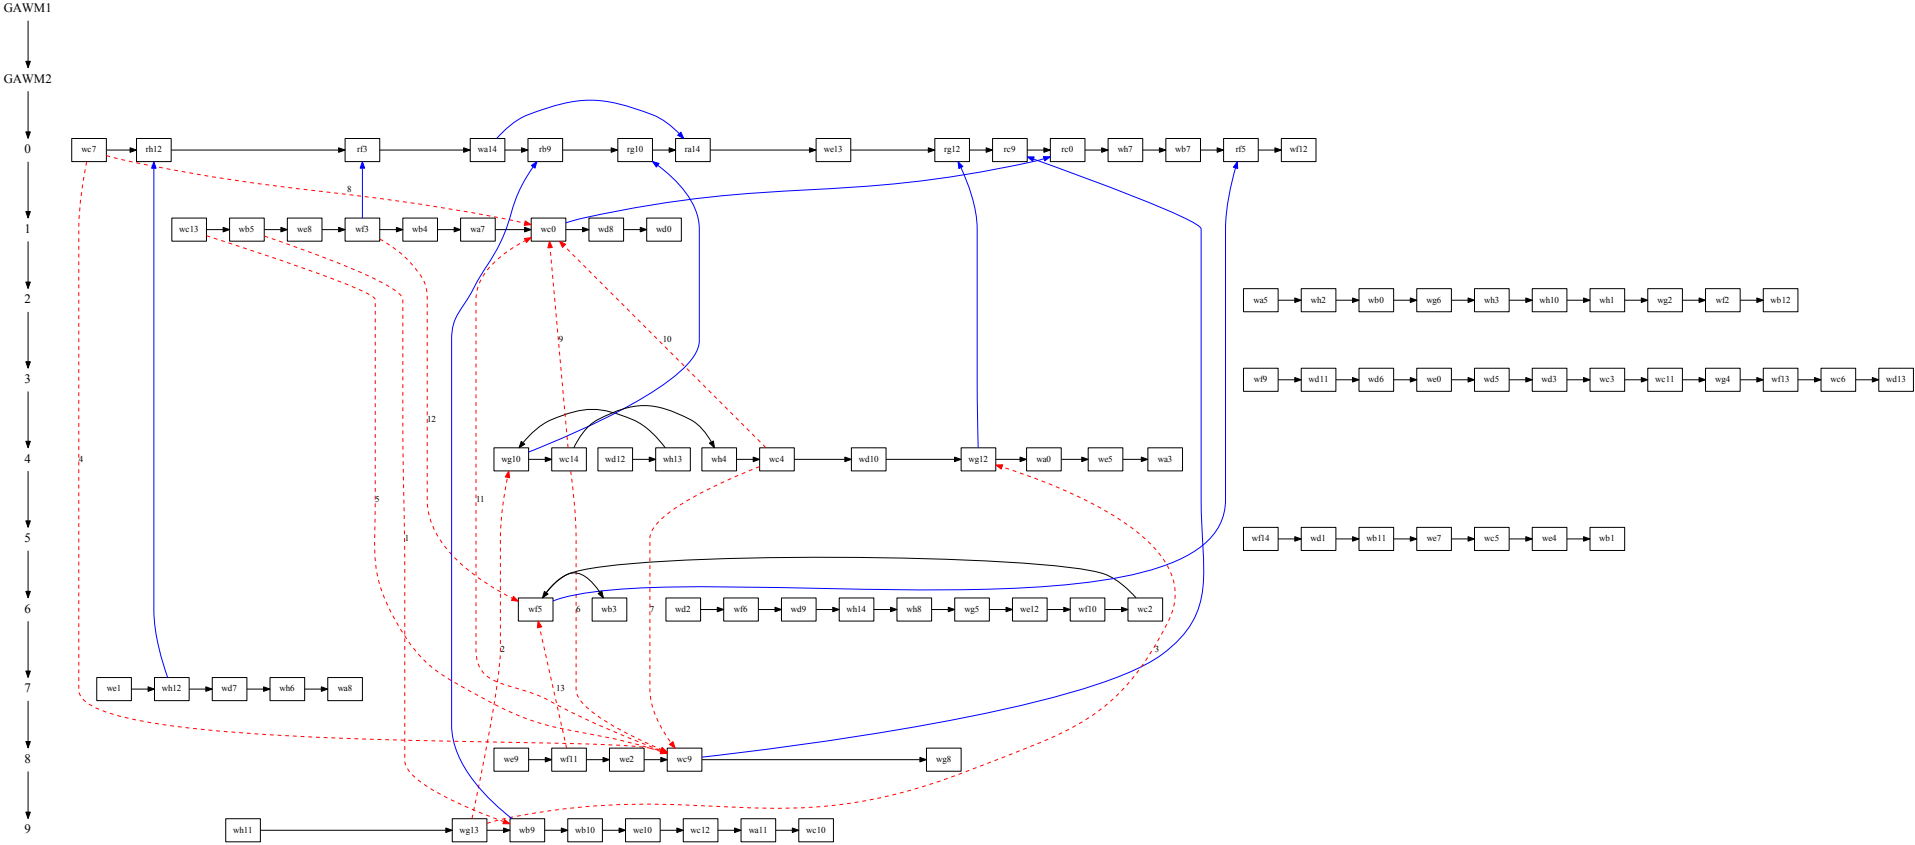 GAWM1
GAWM2
0 wc7 rh12 rf3 wa14 rb9 rg10 ra14 we13 rg12 rc9 rc0 wh7 wb7 rf5 wf12
8
1 wc13 wb5 we8 wf3 wb4 wa7 wc0 wd8 wd0
2 wa5 wh2 wb0 wg6 wh3 wh10 wh1 wg2 wf2 wb12
9 10
3 wf9 wd11 wd6 we0 wd5 wd3 wc3 wc11 wg4 wf13 wc6 wd13
12
4 4 wg10 wc14 wd12 wh13 wh4 wc4 wd10 wg12 wa0 we5 wa3
5 11
5 1 wf14 wd1 wb11 we7 wc5 we4 wb1
6 wf5 6 wh3 7 wd2 wf6 wd9 wh14 wh8 wg5 we12 wf10 wc2
2 3
7 we1 wh12 wd7 wh6 wa8 13
8 we9 wf11 we2 wc9 wg8
9 wh11 wg13 wb9 wb10 we10 wc12 wa11 wc10